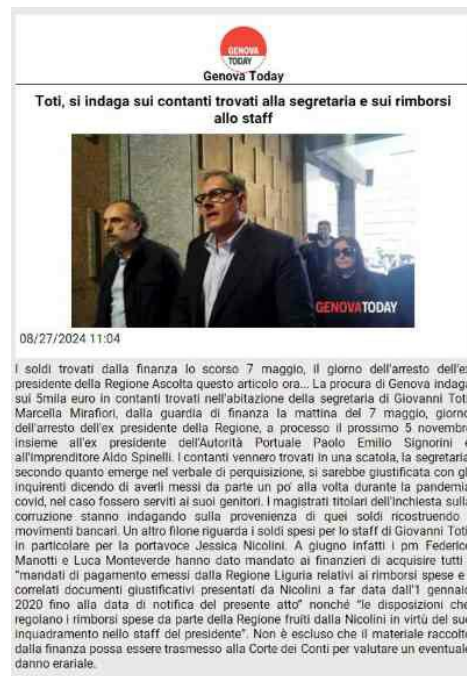 GENOVA
TODAY
Genova Today
Toti, si indaga sui contanti trovati alla segretaria e sui rimborsi
allo staff
GENOVATODAY
08/27/2024 11:04
I soldi trovati dalla finanza lo scorso 7 maggio, il giorno dell'arresto dell'ex
presidente della Regione Ascolta questo articolo ora... La procura di Genova indaga
sui 5mila euro in contanti trovati nell'abitazione della segretaria di Giovanni Toti
Marcella Mirafiori, dalla guardia di finanza la mattina del 7 maggio, giorno
dell'arresto dell'ex presidente della Regione, a processo il prossimo 5 novembre
insieme all'ex presidente dell'Autorità Portuale Paolo Emilio Signorini e
all'imprenditore Aldo Spinelli. I contanti vennero trovati in una scatola, la segretaria
secondo quanto emerge nel verbale di perquisizione, si sarebbe giustificata con gli
inquirenti dicendo di averli messi da parte un po' alla volta durante la pandemia
covid, nel caso fossero serviti ai suoi genitori. I magistrati titolari dell'inchiesta sulla
corruzione stanno indagando sulla provenienza di quei soldi ricostruendo
movimenti bancari. Un altro filone riguarda i soldi spesi per lo staff di Giovanni Toti
in particolare per la portavoce Jessica Nicolini. A giugno infatti i pm Federico
Manotti e Luca Monteverde hanno dato mandato ai finanzieri di acquisire tutti
"mandati di pagamento emessi dalla Regione Liguria relativi ai rimborsi spese e
correlati documenti giustificativi presentati da Nicolini a far data dall'1 gennaio
2020 fino alla data di notifica del presente atto" nonché "le disposizioni che
regolano i rimborsi spese da parte della Regione fruiti dalla Nicolini in virtù del suo
inquadramento nello staff del presidente". Non è escluso che il materiale raccolto
dalla finanza possa essere trasmesso alla Corte dei Conti per valutare un eventuale
danno erariale.